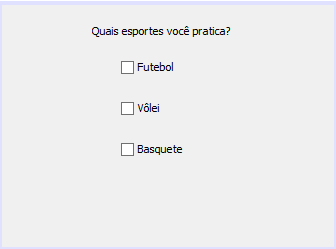 Quais esportes você pratica?
Futebol
Vôlei
Basquete